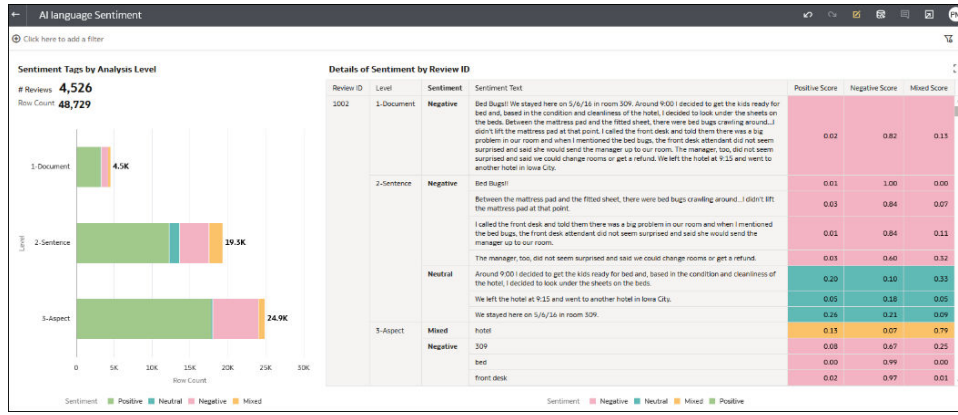 AI language Sentiment
Click here to add a filter
Sentiment Tags by Analysis Level
# Reviews 4,526
Row Count 48,729
Level
1-Document
4.5K
2-Sentence
19.3K
3-Aspect
24.9K
0 5K 10K 15K 20K 25K 30K
Row Count
Sentiment Positive Neutral Negative Mixed
Details of Sentiment by Review ID
Review ID Level Sentiment Sentiment Text Positive Score Negative Score Mixed Score
1002 1-Document Negative Bed Bugs!! We stayed here on 5/6/16 in room 309. Around 9:00 I decided to get the kids ready for
bed and, based in the condition and cleanliness of the hotel, I decided to look under the sheets on
the beds. Between the mattress pad and the fitted sheet, there were bed bugs crawling around...I
didn't lift the mattress pad at that point. I called the front desk and told them there was a big
problem in our room and when I mentioned the bed bugs, the front desk attendant did not seem
surprised and said she would send the manager up to our room. The manager, too, did not seem
surprised and said we could change rooms or get a refund. We left the hotel at 9:15 and went to
another hotel in Iowa City.
0.02 0.82 0.13
2-Sentence Negative Bed Bugs!! 0.01 1.00 0.00
Between the mattress pad and the fitted sheet, there were bed bugs crawling around...I didn't lift
the mattress pad at that point.
0.03 0.84 0.07
I called the front desk and told them there was a big problem in our room and when I mentioned
the bed bugs, the front desk attendant did not seem surprised and said she would send the
manager up to our room.
0.01 0.84 0.11
The manager, too, did not seem surprised and said we could change rooms or get a refund. 0.03 0.60 0.32
Neutral Around 9:00 I decided to get the kids ready for bed and, based in the condition and cleanliness of
the hotel, I decided to look under the sheets on the beds.
0.20 0.10 0.33
We left the hotel at 9:15 and went to another hotel in Iowa City. 0.05 0.18 0.05
We stayed here on 5/6/16 in room 309. 0.26 0.21 0.09
3-Aspect Mixed hotel 0.13 0.07 0.79
Negative 309 0.08 0.67 0.25
bed 0.00 0.99 0.00
front desk 0.02 0.97 0.01
Sentiment Negative Neutral Mixed Positive